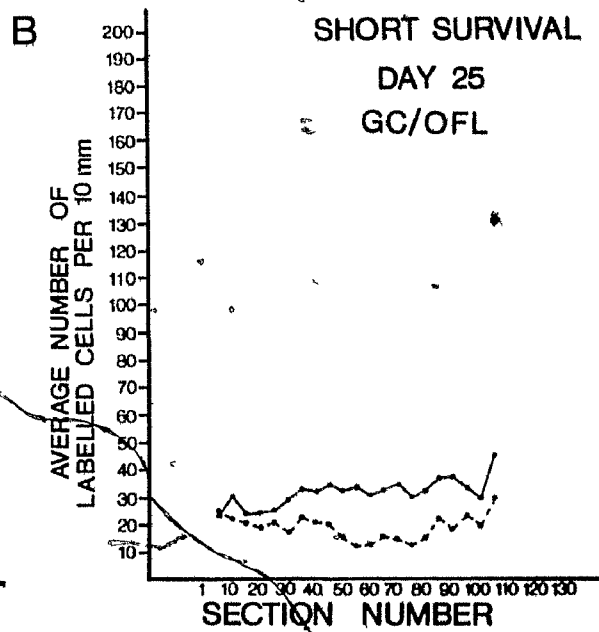 B
SHORT SURVIVAL
DAY 25
GC/OFL
AVERAGE NUMBER OF
LABELLED CELLS PER 10 mm
200
190
180
170
160
150
140
130
120
110
100
90
80
70
60
50
40
30
20
10
1 10 20 30 40 50 60 70 80 90 100 110 120 130
SECTION NUMBER